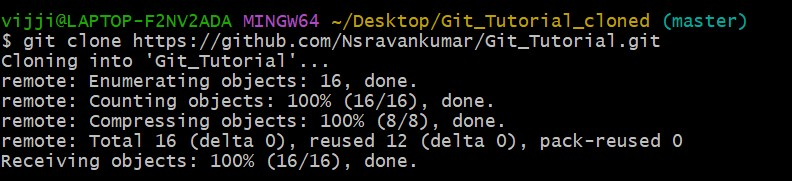 vijji@LAPTOP-F2NV2ADA MINGW64 ~/Desktop/Git_Tutorial_cloned (master)
$ git clone https://github.com/Nsravankumar/Git_Tutorial.git
Cloning into 'Git_Tutorial'...
remote: Enumerating objects: 16, done.
remote: Counting objects: 100% (16/16), done.
remote: Compressing objects: 100% (8/8), done.
remote: Total 16 (delta 0), reused 12 (delta 0), pack-reused 0
Receiving objects: 100% (16/16), done.